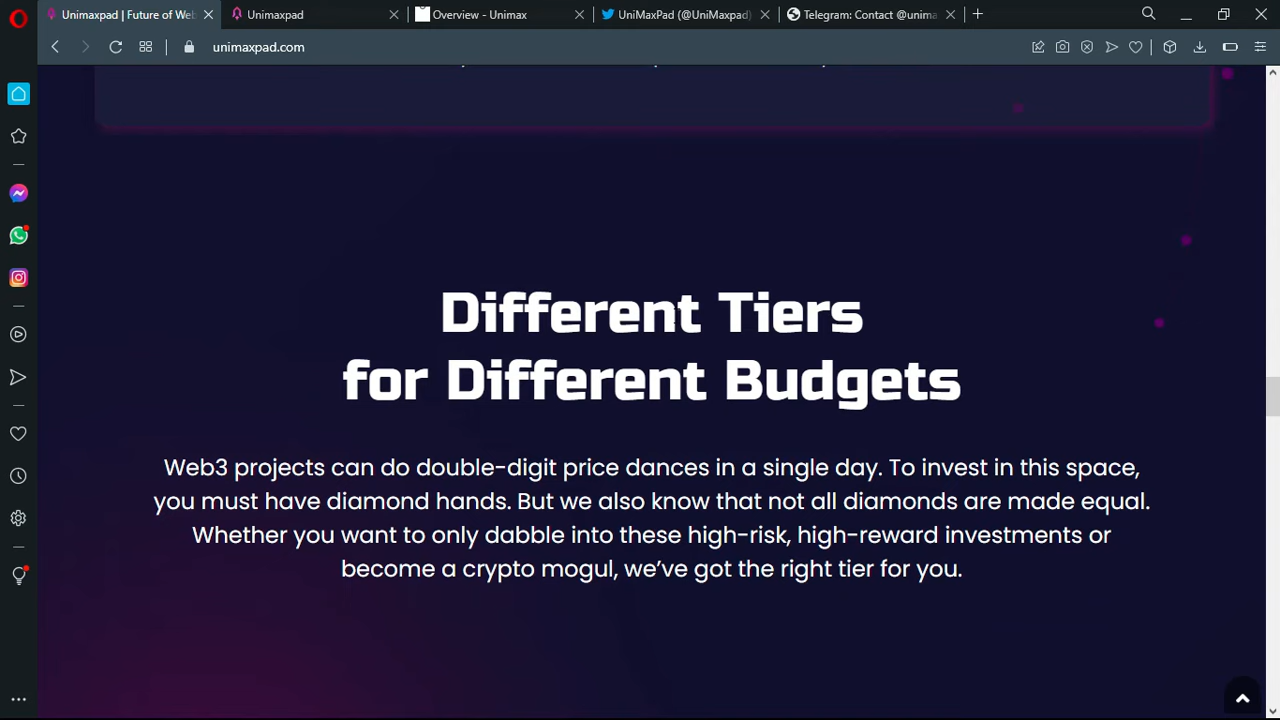 Unimaxpad | Future of Web
Unimaxpad
Overview - Unimax
UniMaxPad (@UniMaxpad)
Telegram: Contact @unima
unimaxpad.com
Different Tiers
for Different Budgets
Web3 projects can do double-digit price dances in a single day. To invest in this space,
you must have diamond hands. But we also know that not all diamonds are made equal.
Whether you want to only dabble into these high-risk, high-reward investments or
become a crypto mogul, we’ve got the right tier for you.